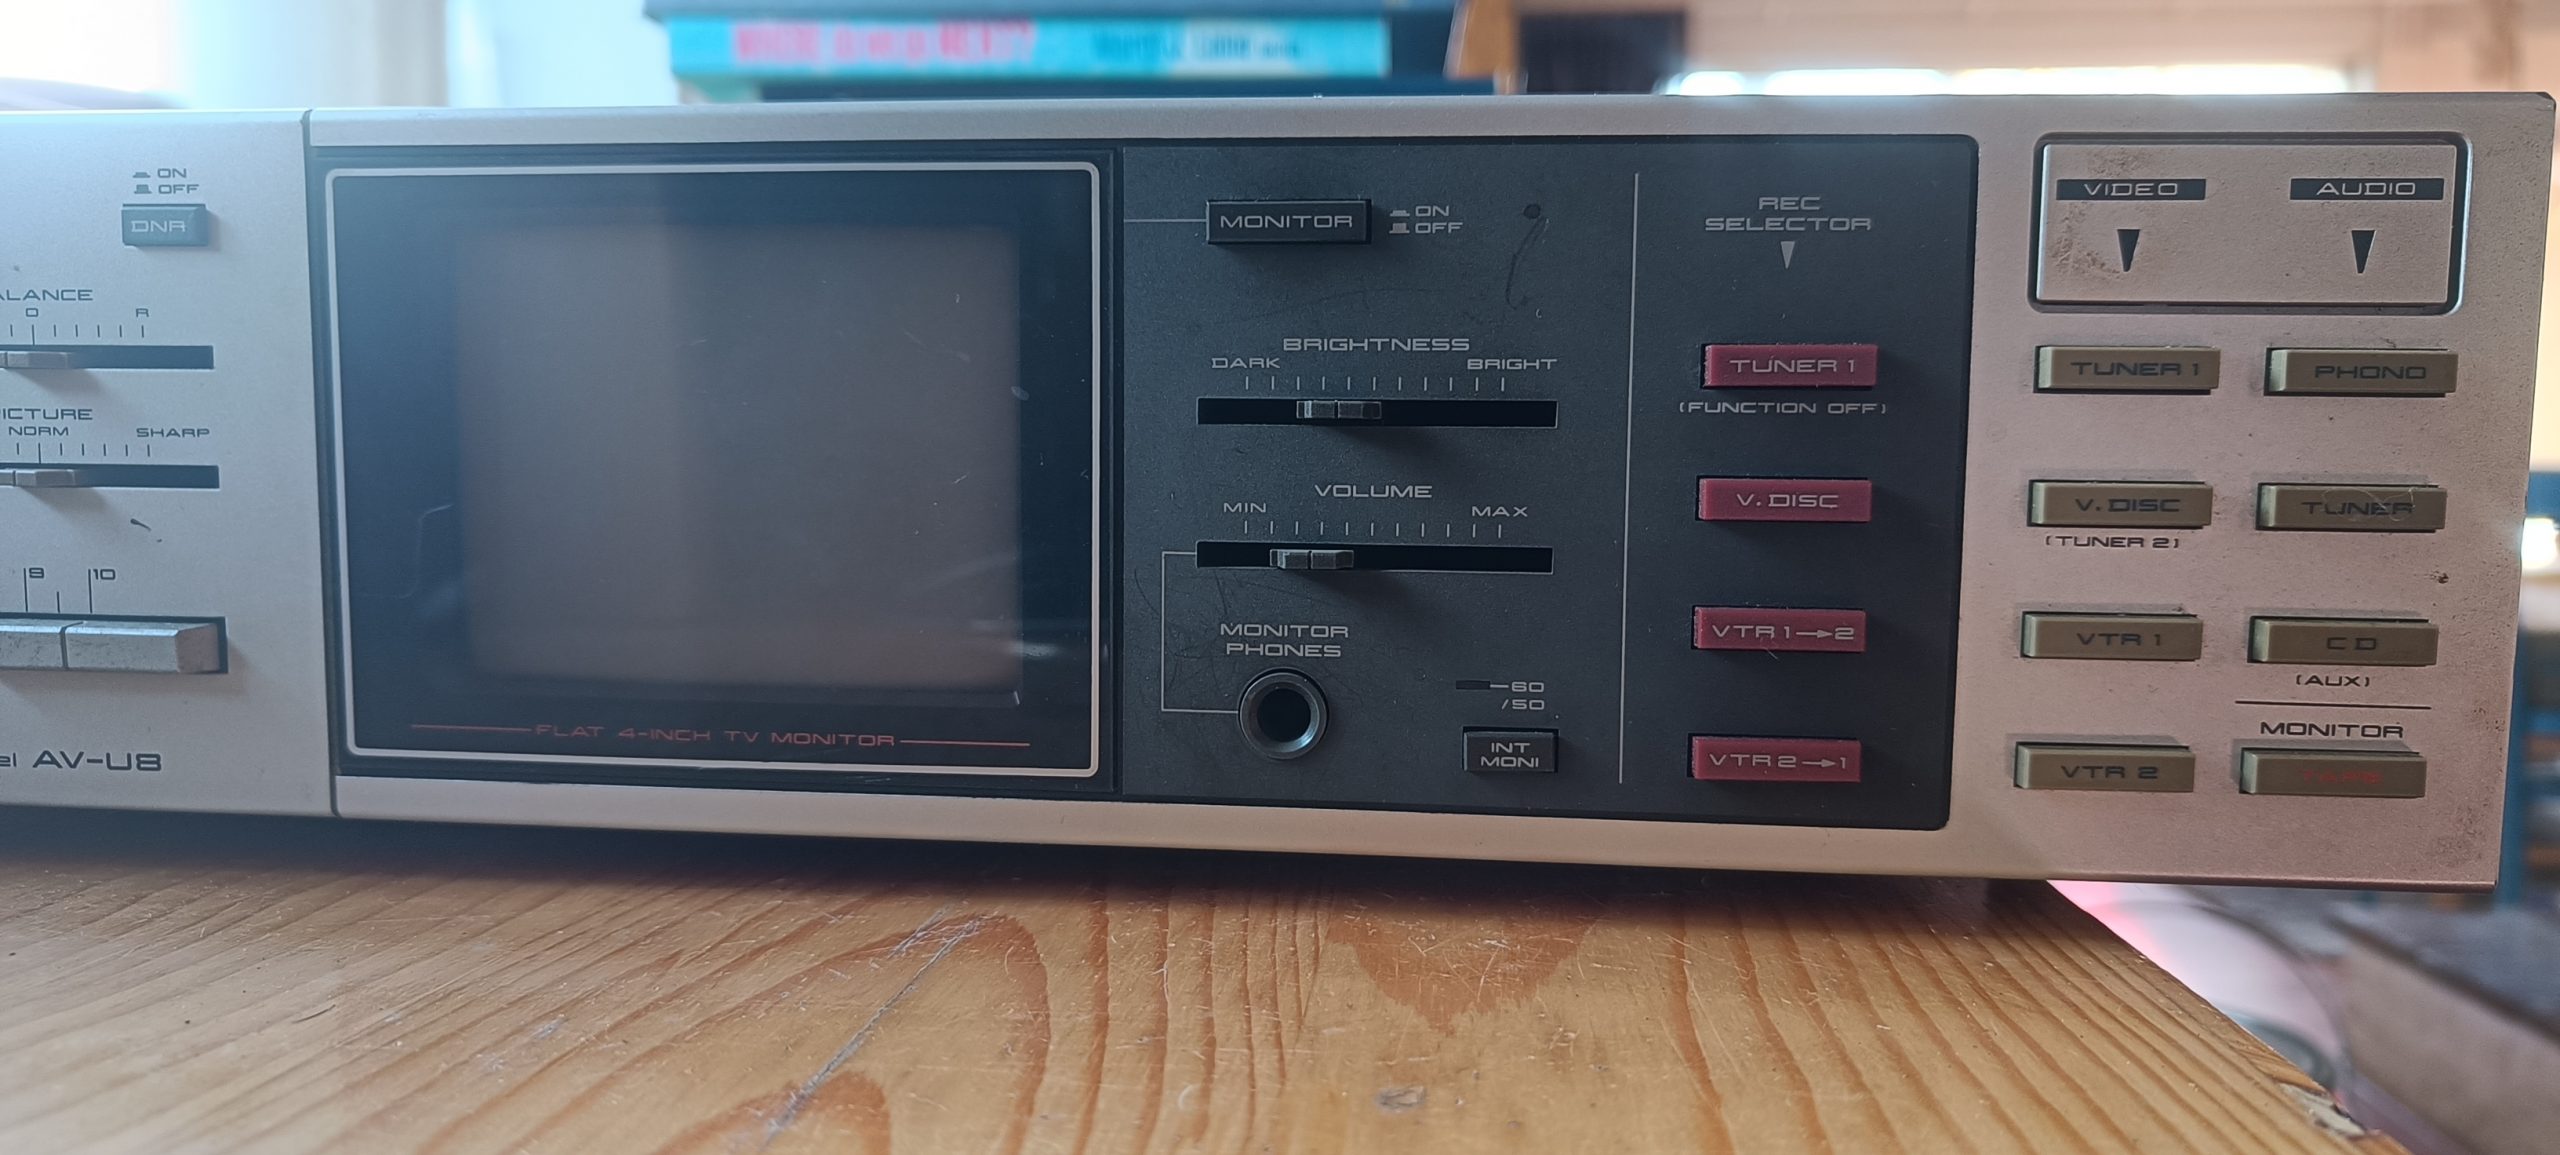 ON
OFF
DNR
ALANCE
0 R
ICTURE
NORM SHARP
9 10
el AV-U8
FLAT 4-INCH TV MONITOR
MONITOR
ON
OFF
BRIGHTNESS
DARK BRIGHT
VOLUME
MIN MAX
MONITOR
PHONES
60
/50
INT
MONI
REC
SELECTOR
TUNER 1
(FUNCTION OFF)
V. DISC
VTR 1→2
VTR 2→1
VIDEO AUDIO
TUNER 1 PHONO
V. DISC TUNER
(TUNER 2)
VTR 1 CD
(AUX)
MONITOR
VTR 2 TAPE